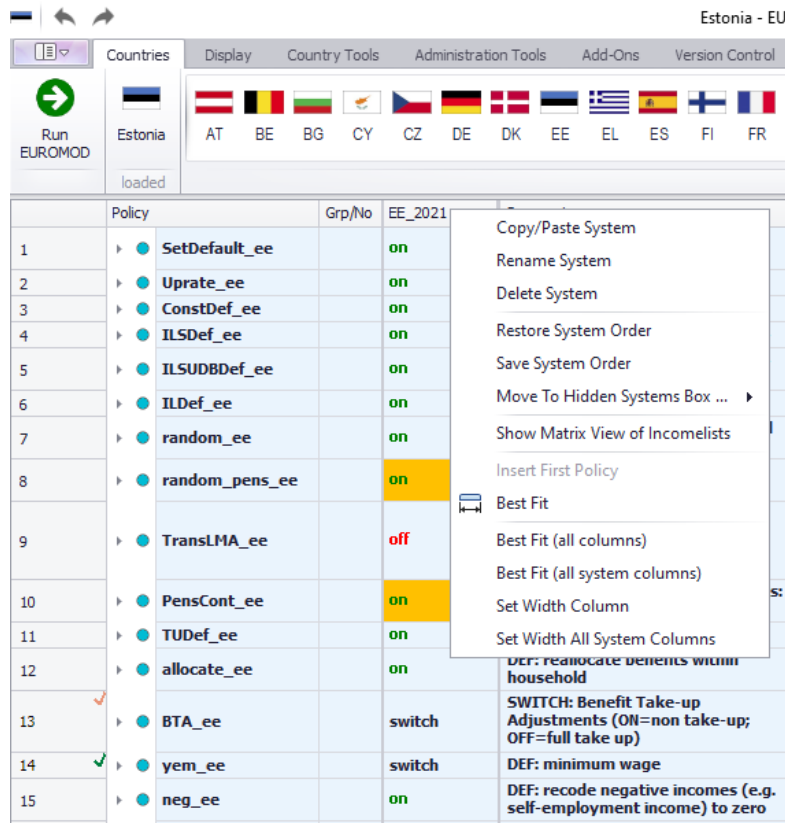 Estonia - EU
Countries Display Country Tools Administration Tools Add-Ons Version Control
Run
EUROMOD
Estonia
AT BE BG CY CZ DE DK EE EL ES FI FR
loaded
Policy Grp/No EE_2021
1 SetDefault_ee on
2 Uprate_ee on
3 ConstDef_ee on
4 ILSDef_ee on
5 ILSUDBDef_ee on
6 ILDef_ee on
7 random_ee on
8 random_pens_ee on
9 TransLMA_ee off
10 PensCont_ee on
11 TUDef_ee on
12 allocate_ee on
DEF: reallocate benefits within
household
13 BTA_ee switch
SWITCH: Benefit Take-up
Adjustments (ON=non take-up;
OFF=full take up)
14 yem_ee switch DEF: minimum wage
15 neg_ee on
DEF: recode negative incomes (e.g.
self-employment income) to zero
Copy/Paste System
Rename System
Delete System
Restore System Order
Save System Order
Move To Hidden Systems Box ...
Show Matrix View of Incomelists
Insert First Policy
Best Fit
Best Fit (all columns)
Best Fit (all system columns)
Set Width Column
Set Width All System Columns